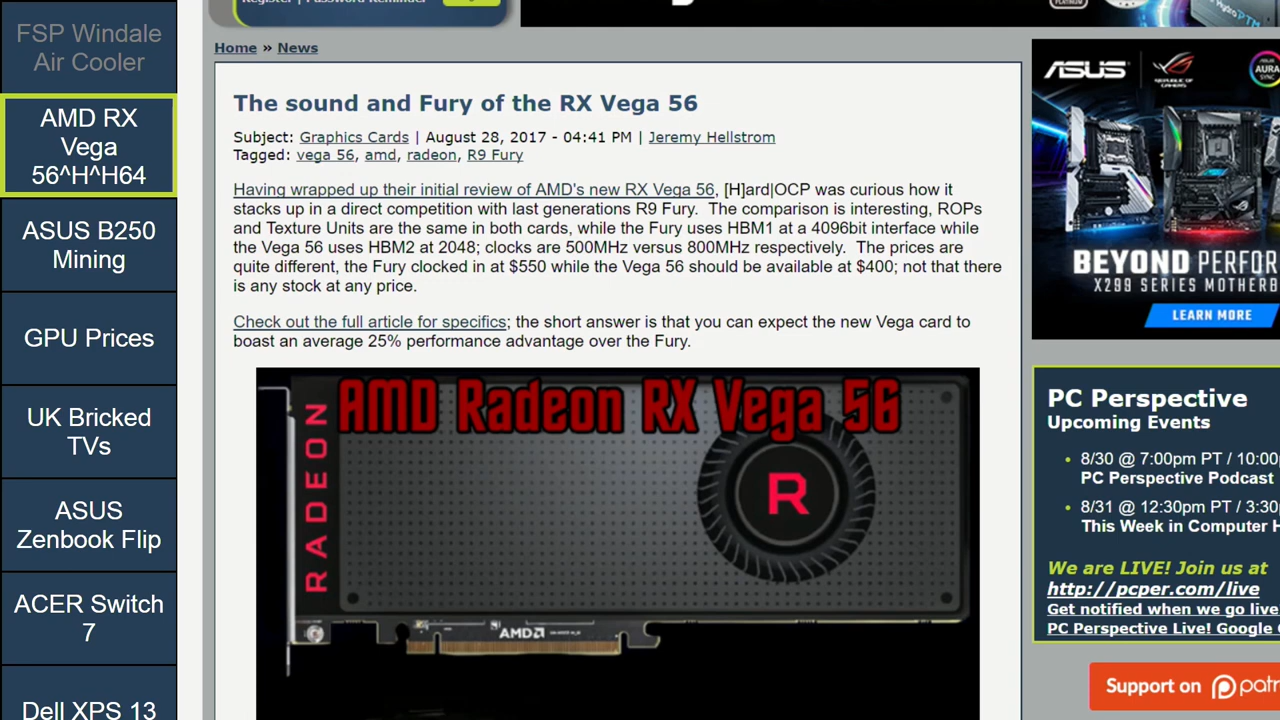 FSP Windale
Air Cooler
AMD RX
Vega
56^H^H64
ASUS B250
Mining
GPU Prices
UK Bricked
TVs
ASUS
Zenbook Flip
ACER Switch
7
Dell XPS 13
Home » News
The sound and Fury of the RX Vega 56
Subject: Graphics Cards | August 28, 2017 - 04:41 PM | Jeremy Hellstrom
Tagged: vega 56, amd, radeon, R9 Fury
Having wrapped up their initial review of AMD's new RX Vega 56, [H]ard|OCP was curious how it
stacks up in a direct competition with last generations R9 Fury. The comparison is interesting, ROPs
and Texture Units are the same in both cards, while the Fury uses HBM1 at a 4096bit interface while
the Vega 56 uses HBM2 at 2048; clocks are 500MHz versus 800MHz respectively. The prices are
quite different, the Fury clocked in at $550 while the Vega 56 should be available at $400; not that there
is any stock at any price.
Check out the full article for specifics; the short answer is that you can expect the new Vega card to
boast an average 25% performance advantage over the Fury.
AMD Radeon RX Vega 56
RADEON
R
AMD
ASUS
REPUBLIC OF
GAMERS
ASUS
AURA
SYNC
BEYOND PERFOR
X299 SERIES MOTHERB
LEARN MORE
PC Perspective
Upcoming Events
8/30 @ 7:00pm PT / 10:00
PC Perspective Podcast
8/31 @ 12:30pm PT / 3:30
This Week in Computer H
We are LIVE! Join us at
http://pcper.com/live
Get notified when we go live
PC Perspective Live! Google C
Support on patr